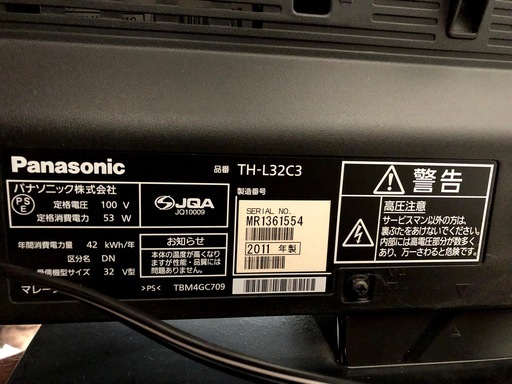 Panasonic
品番 TH-L32C3
パナソニック株式会社
PS
E
定格電圧 100 V
定格消費電力 53 W
年間消費電力量 42 kWh/年
区分名 DN
受信機型サイズ 32 V型
マレー
JQA
JQ10009
お知らせ
本体の温度が高くなり
ますが性能・品質には
問題ありません
>PS< TBM4GC709
製造番号
SERIAL NO.
MR1361554
2011 年製
警告
高圧注意
サービスマン以外の方は、
裏ぶたをあけないでください。
内部には高電圧部分が数多く
あり、万一さわると危険です。